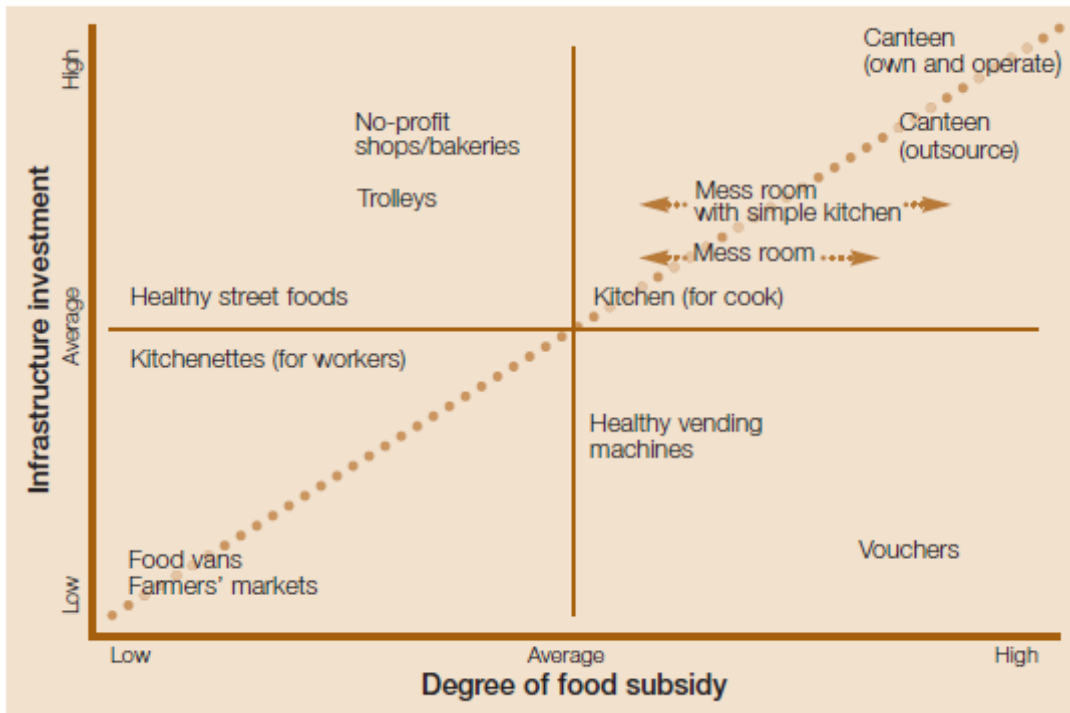 Canteen
(own and operate)
No-profit
shops/bakeries
Canteen
(outsource)
Trolleys
Mess room
with simple kitchen
Mess room
Healthy street foods
Kitchen (for cook)
Kitchenettes (for workers)
Healthy vending
machines
Food vans
Farmers’ markets
Vouchers
High
Average
Low
Infrastructure investment
Low
Average
High
Degree of food subsidy